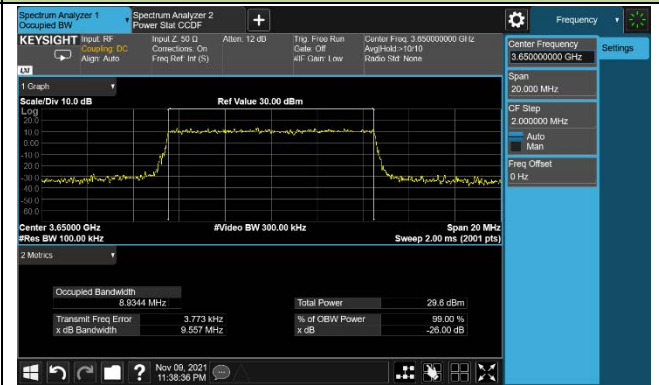 Spectrum Analyzer 1
Occupied BW
Spectrum Analyzer 2
Power Stat CCDF
Frequency
KEYSIGHT
Input: RF
Coupling: DC
Align: Auto
Input Z: 50 Ω
Corrections: On
Freq Ref: Int (S)
Atten: 12 dB
Trig: Free Run
Gate: Off
#IF Gain: Low
Center Freq: 3.650000000 GHz
Avg|Hold:>10/10
Radio Std: None
LXI
Center Frequency
3.650000000 GHz
Settings
Span
20.000 MHz
CF Step
2.000000 MHz
Auto
Man
Freq Offset
0 Hz
1 Graph
Scale/Div 10.0 dB
Ref Value 30.00 dBm
Log
20.0
10.0
0.00
-10.0
-20.0
-30.0
-40.0
-50.0
-60.0
Center 3.65000 GHz
#Video BW 300.00 kHz
Span 20 MHz
#Res BW 100.00 kHz
Sweep 2.00 ms (2001 pts)
2 Metrics
Occupied Bandwidth
8.9344 MHz
Total Power
29.6 dBm
Transmit Freq Error
3.773 kHz
% of OBW Power
99.00 %
x dB Bandwidth
9.557 MHz
x dB
-26.00 dB
?
Nov 09, 2021
11:38:36 PM